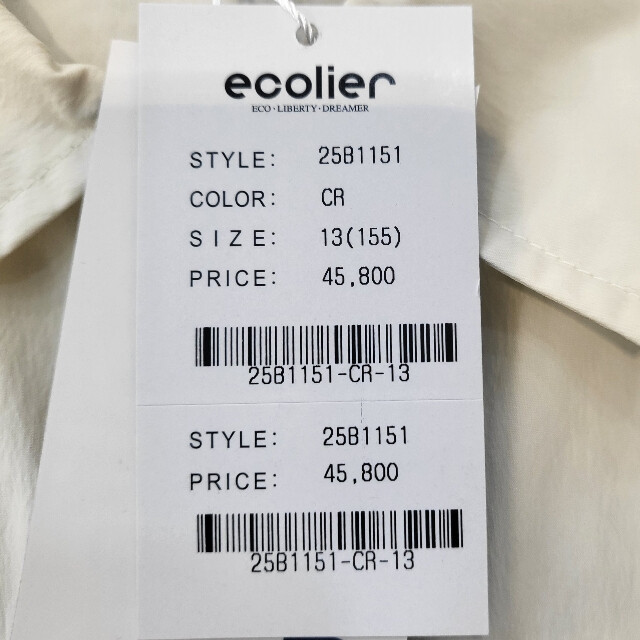 ecolier
ECO · LIBERTY · DREAMER
STYLE: 25B1151
COLOR: CR
SIZE: 13(155)
PRICE: 45,800
25B1151-CR-13
STYLE: 25B1151
PRICE: 45,800
25B1151-CR-13